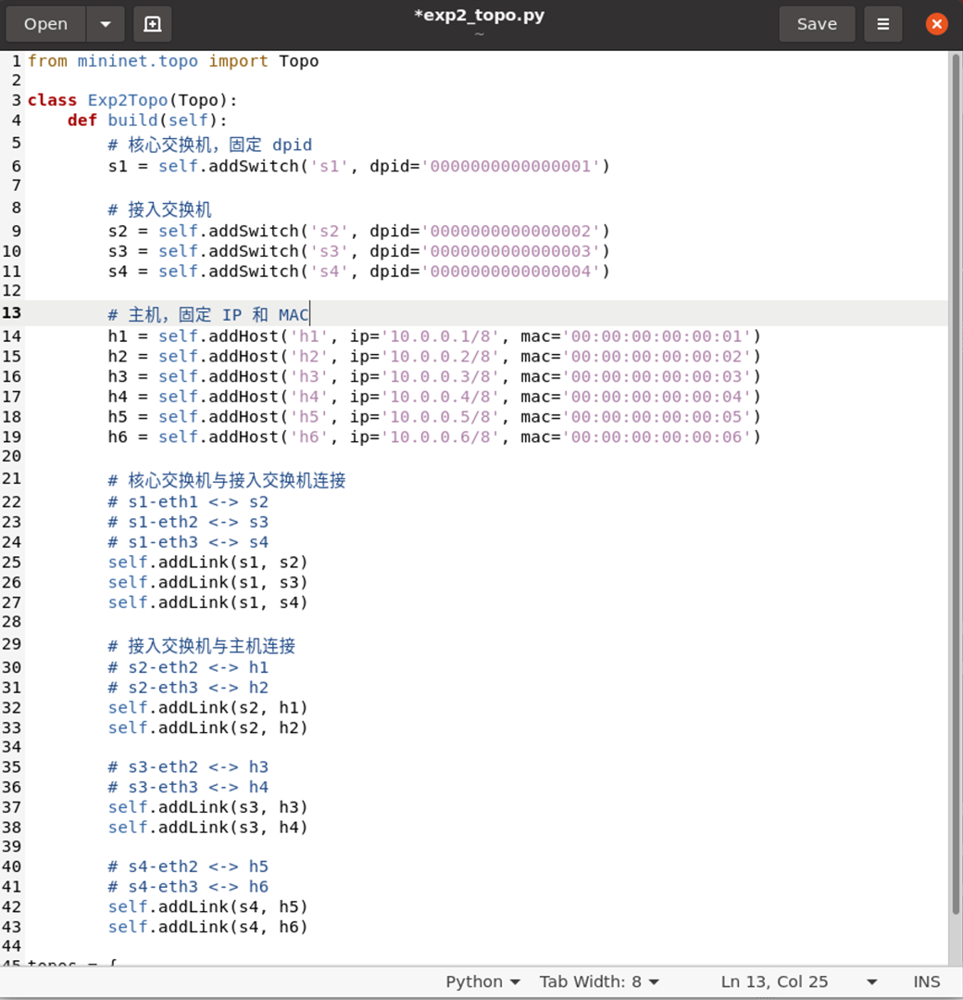 Open
*exp2_topo.py
~
Save
1 from mininet.topo import Topo
2
3 class Exp2Topo(Topo):
4     def build(self):
5         # 核心交换机，固定 dpid
6         s1 = self.addSwitch('s1', dpid='0000000000000001')
7
8         # 接入交换机
9         s2 = self.addSwitch('s2', dpid='0000000000000002')
10         s3 = self.addSwitch('s3', dpid='0000000000000003')
11         s4 = self.addSwitch('s4', dpid='0000000000000004')
12
13         # 主机，固定 IP 和 MAC
14         h1 = self.addHost('h1', ip='10.0.0.1/8', mac='00:00:00:00:00:01')
15         h2 = self.addHost('h2', ip='10.0.0.2/8', mac='00:00:00:00:00:02')
16         h3 = self.addHost('h3', ip='10.0.0.3/8', mac='00:00:00:00:00:03')
17         h4 = self.addHost('h4', ip='10.0.0.4/8', mac='00:00:00:00:00:04')
18         h5 = self.addHost('h5', ip='10.0.0.5/8', mac='00:00:00:00:00:05')
19         h6 = self.addHost('h6', ip='10.0.0.6/8', mac='00:00:00:00:00:06')
20
21         # 核心交换机与接入交换机连接
22         # s1-eth1 <-> s2
23         # s1-eth2 <-> s3
24         # s1-eth3 <-> s4
25         self.addLink(s1, s2)
26         self.addLink(s1, s3)
27         self.addLink(s1, s4)
28
29         # 接入交换机与主机连接
30         # s2-eth2 <-> h1
31         # s2-eth3 <-> h2
32         self.addLink(s2, h1)
33         self.addLink(s2, h2)
34
35         # s3-eth2 <-> h3
36         # s3-eth3 <-> h4
37         self.addLink(s3, h3)
38         self.addLink(s3, h4)
39
40         # s4-eth2 <-> h5
41         # s4-eth3 <-> h6
42         self.addLink(s4, h5)
43         self.addLink(s4, h6)
44
45 topos = {
Python
Tab Width: 8
Ln 13, Col 25
INS